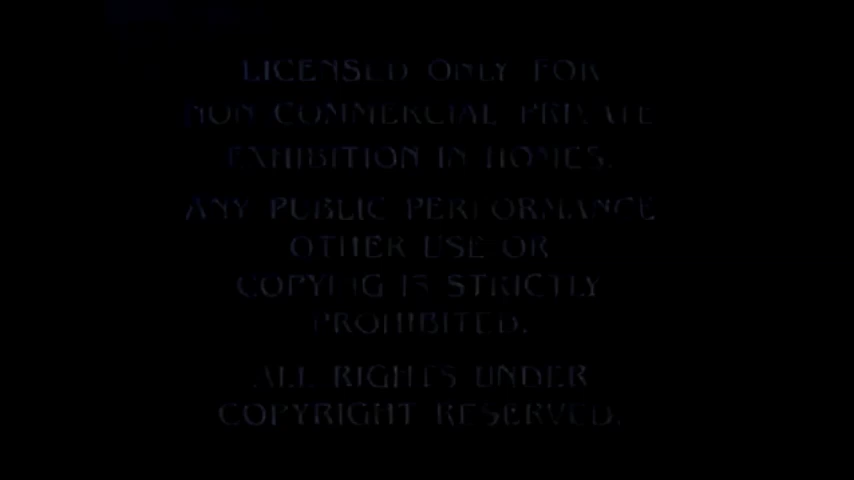 LICENSED ONLY FOR
NON COMMERCIAL PRIVATE
EXHIBITION IN HOMES.
ANY PUBLIC PERFORMANCE
OTHER USE OR
COPYING IS STRICTLY
PROHIBITED.
ALL RIGHTS UNDER
COPYRIGHT RESERVED.